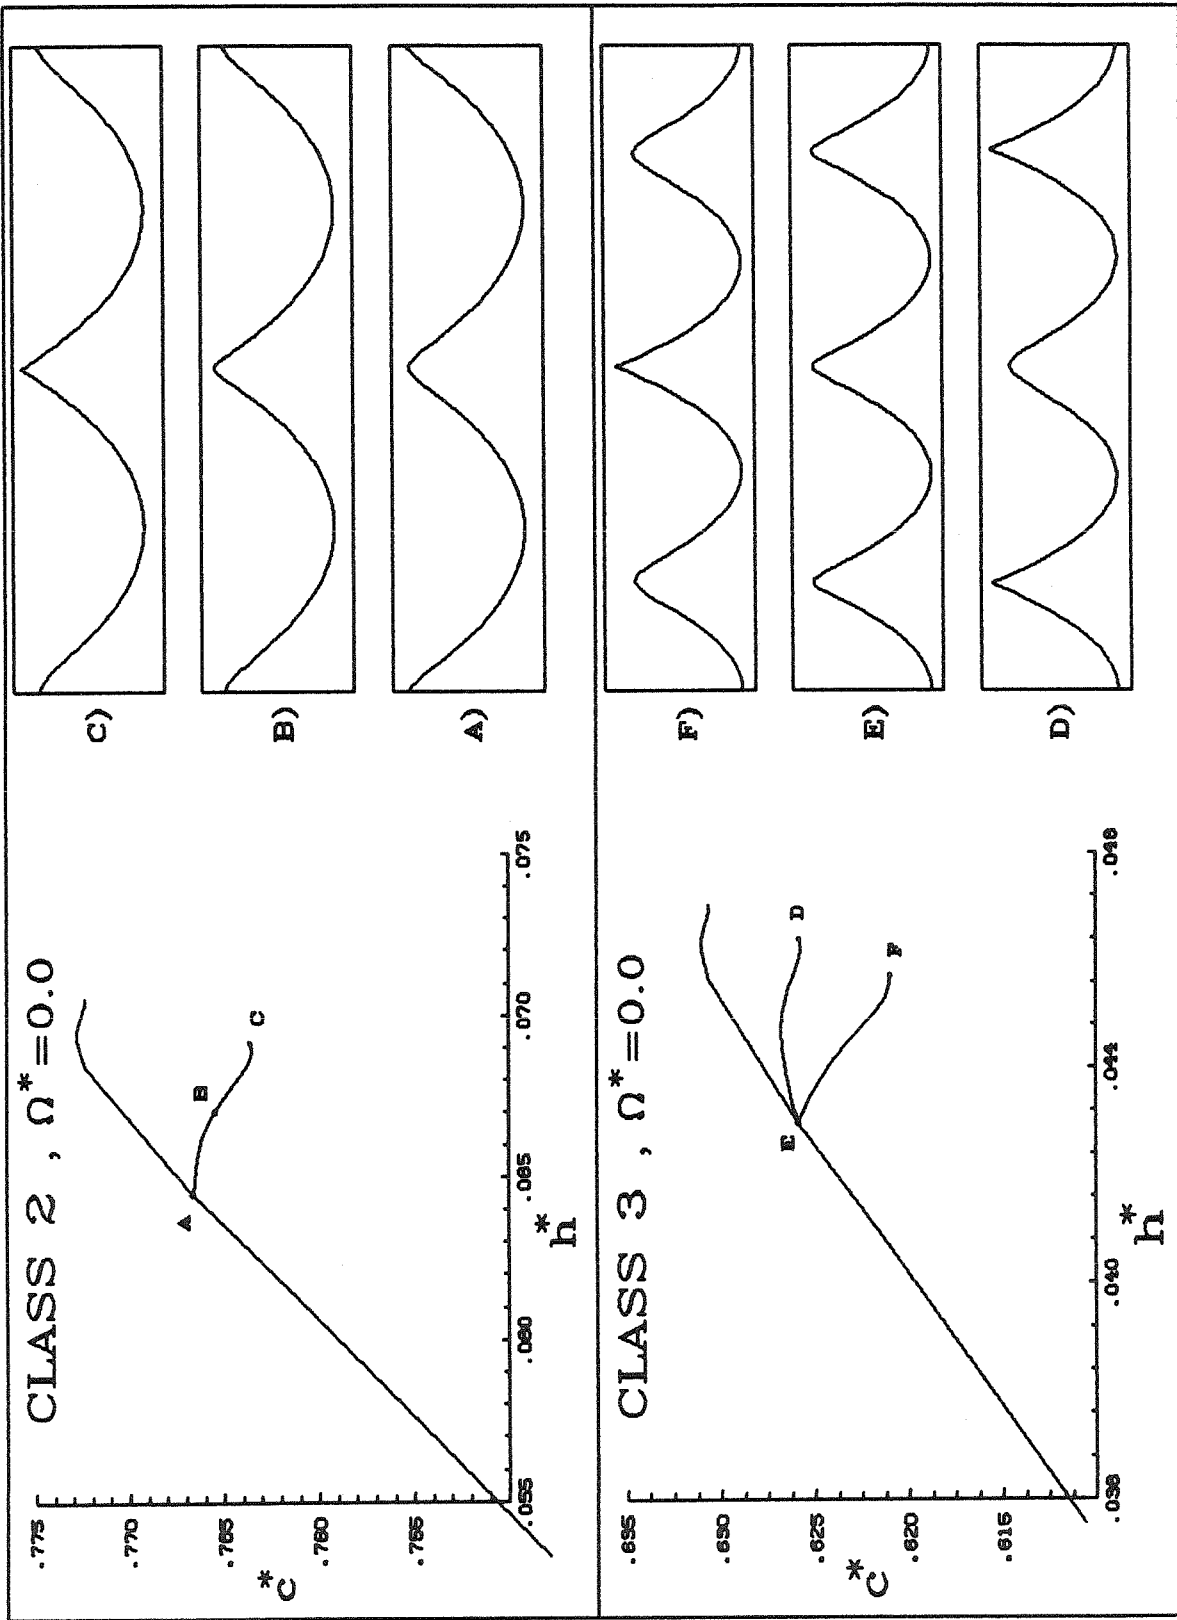 CLASS 2 , Ω*=0.0
c*
.775
.770
.765
.760
.755
A
B
C
.055
.060
.065
.070
.075
h*
C)
B)
A)
CLASS 3 , Ω*=0.0
c*
.635
.630
.625
.620
.615
E
D
F
.036
.040
.044
.048
h*
F)
E)
D)